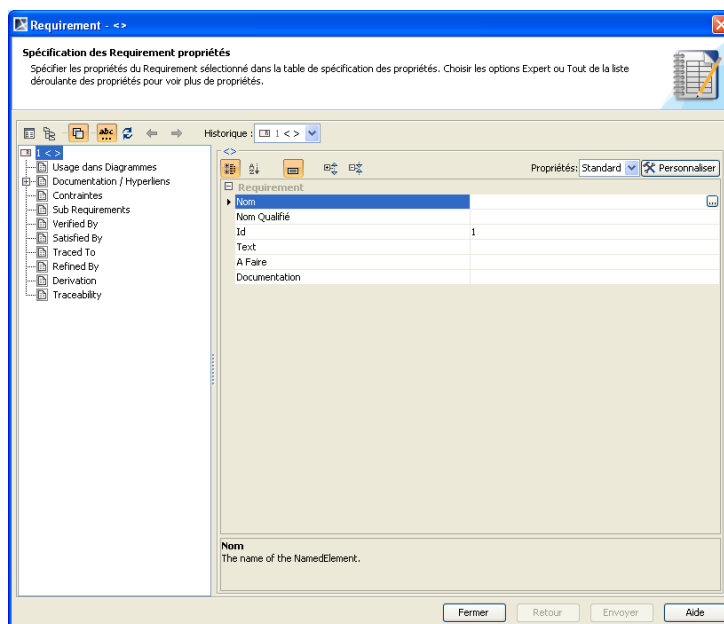 Requirement - <>
Spécification des Requirement propriétés
Spécifier les propriétés du Requirement sélectionné dans la table de spécification des propriétés. Choisir les options Expert ou Tout de la liste
déroulante des propriétés pour voir plus de propriétés.
Historique : 1 < >
1 < >
Usage dans Diagrammes
Documentation / Hyperliens
Contraintes
Sub Requirements
Verified By
Satisfied By
Traced To
Refined By
Derivation
Traceability
<>
Propriétés: Standard Personnaliser
Requirement
Nom ...
Nom Qualifié
Id 1
Text
A Faire
Documentation
Nom
The name of the NamedElement.
Fermer Retour Envoyer Aide